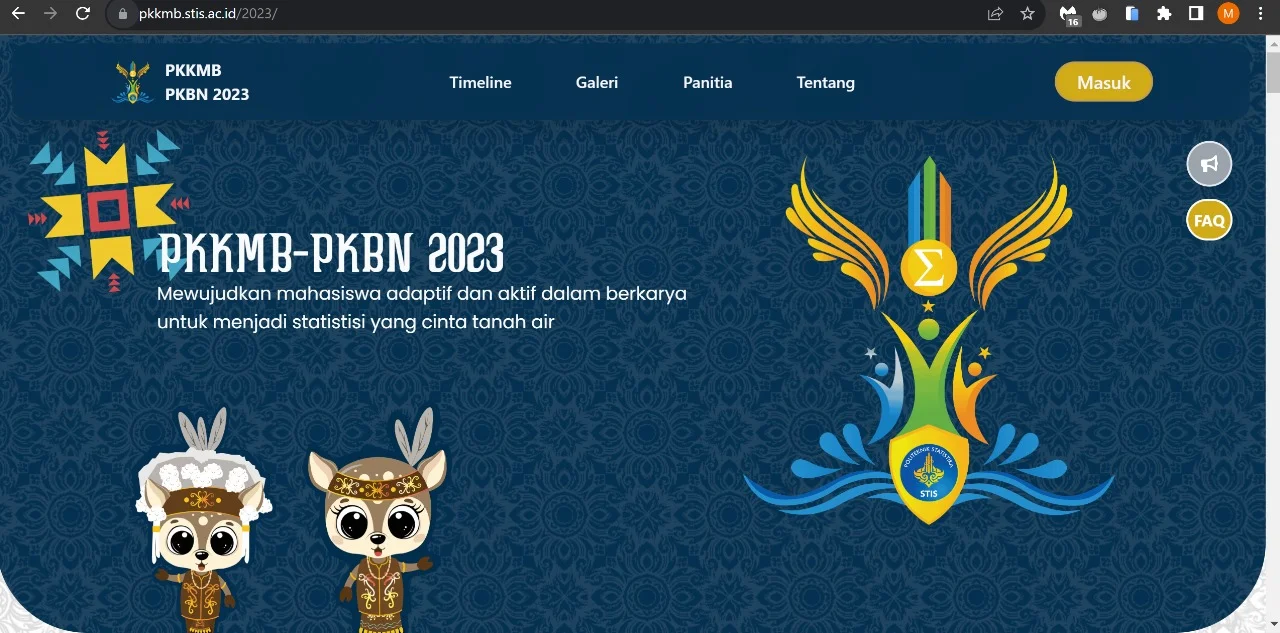 pkkmb.stis.ac.id/2023/
16
M
PKKMB
PKBN 2023
Timeline
Galeri
Panitia
Tentang
Masuk
FAQ
PKKMB-PKBN 2023
Mewujudkan mahasiswa adaptif dan aktif dalam berkarya
untuk menjadi statistisi yang cinta tanah air
Σ
POLITEKNIK STATISTIKA
STIS